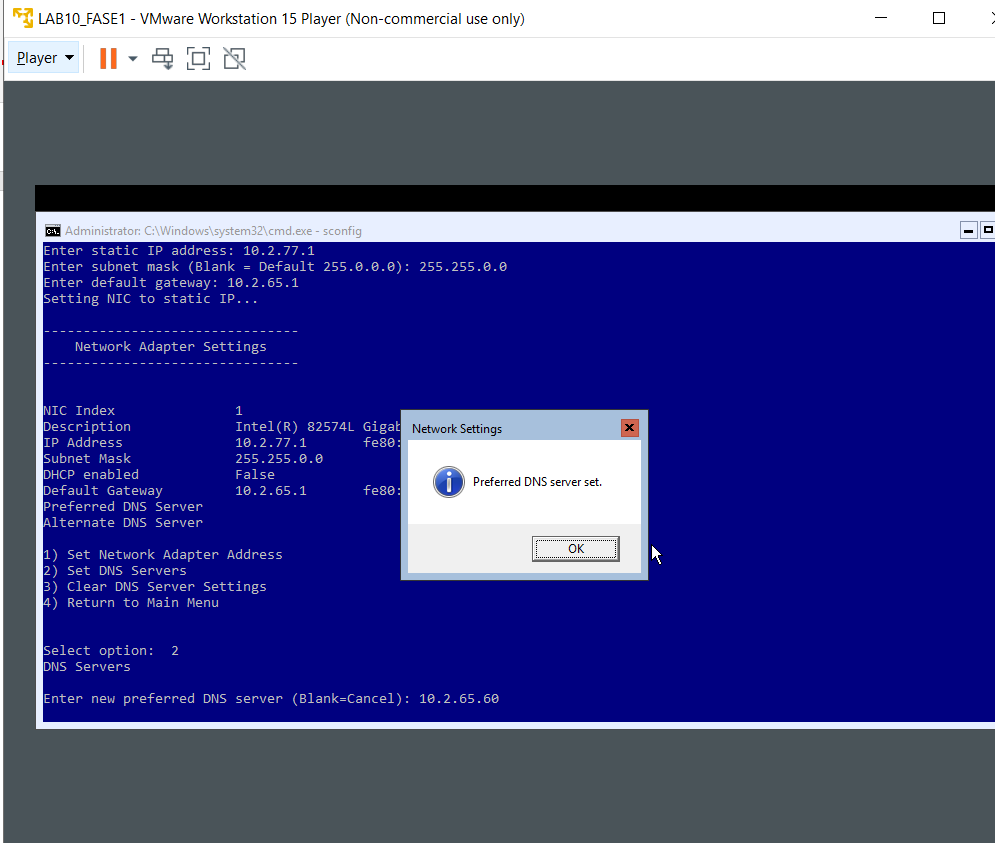 LAB10_FASE1 - VMware Workstation 15 Player (Non-commercial use only)
Player
Administrator: C:\Windows\system32\cmd.exe - sconfig
Enter static IP address: 10.2.77.1
Enter subnet mask (Blank = Default 255.0.0.0): 255.255.0.0
Enter default gateway: 10.2.65.1
Setting NIC to static IP...
--------------------------------
Network Adapter Settings
--------------------------------
NIC Index 1
Description Intel(R) 82574L Gigab
IP Address 10.2.77.1 fe80:
Subnet Mask 255.255.0.0
DHCP enabled False
Default Gateway 10.2.65.1 fe80:
Preferred DNS Server
Alternate DNS Server
1) Set Network Adapter Address
2) Set DNS Servers
3) Clear DNS Server Settings
4) Return to Main Menu
Select option: 2
DNS Servers
Enter new preferred DNS server (Blank=Cancel): 10.2.65.60
Network Settings
Preferred DNS server set.
OK